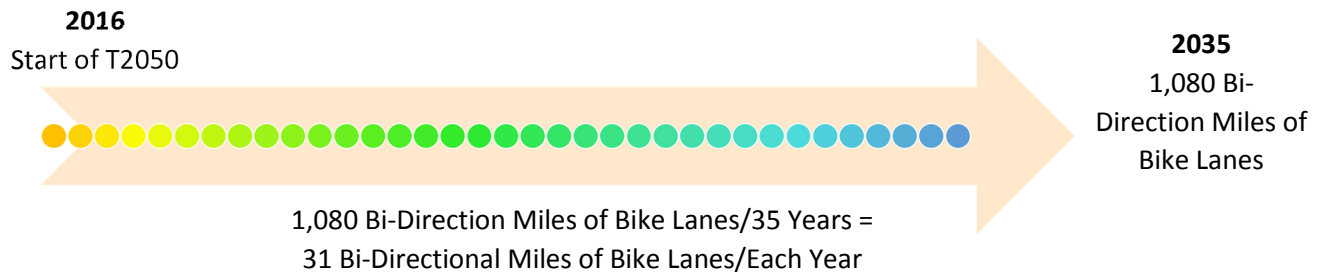 2016
Start of T2050
2035
1,080 Bi-
Direction Miles of
Bike Lanes
1,080 Bi-Direction Miles of Bike Lanes/35 Years =
31 Bi-Directional Miles of Bike Lanes/Each Year